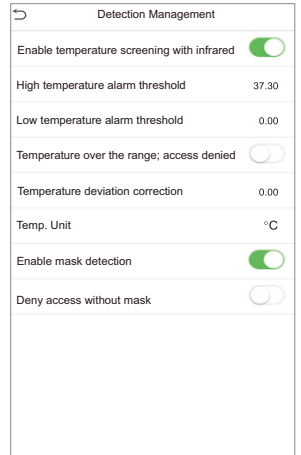 Detection Management
Enable temperature screening with infrared
High temperature alarm threshold 37.30
Low temperature alarm threshold 0.00
Temperature over the range; access denied
Temperature deviation correction 0.00
Temp. Unit °C
Enable mask detection
Deny access without mask